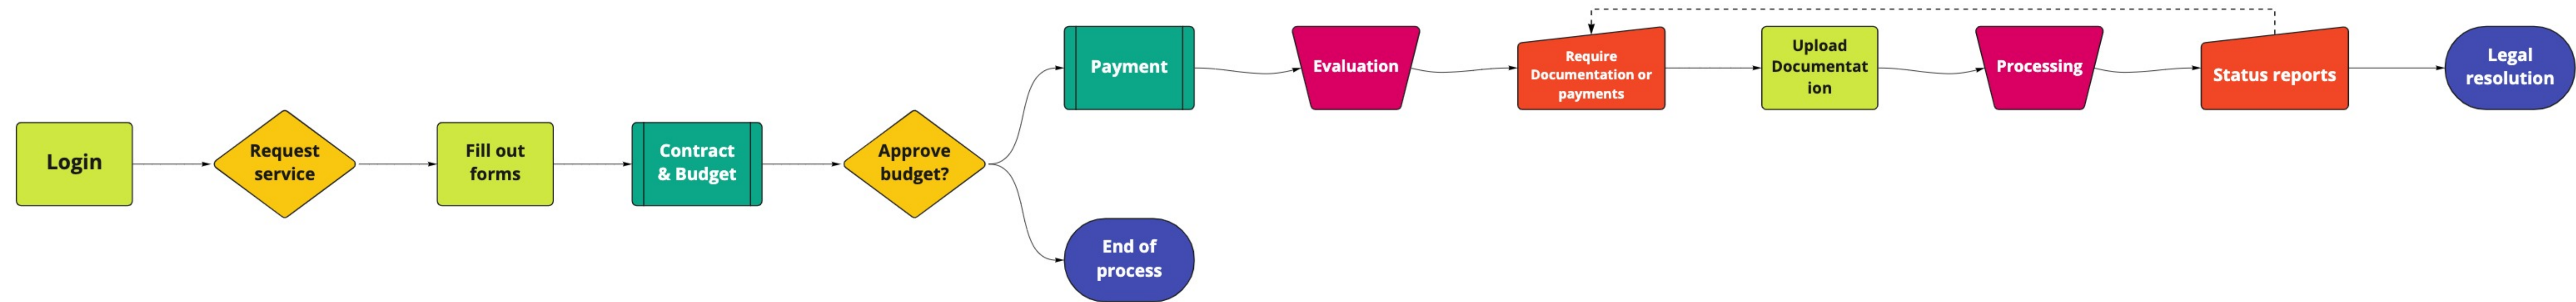 Login
Request
service
Fill out
forms
Contract
& Budget
Approve
budget?
Payment
Evaluation
Require
Documentation or
payments
Upload
Documentat
ion
Processing
Status reports
Legal
resolution
End of
process